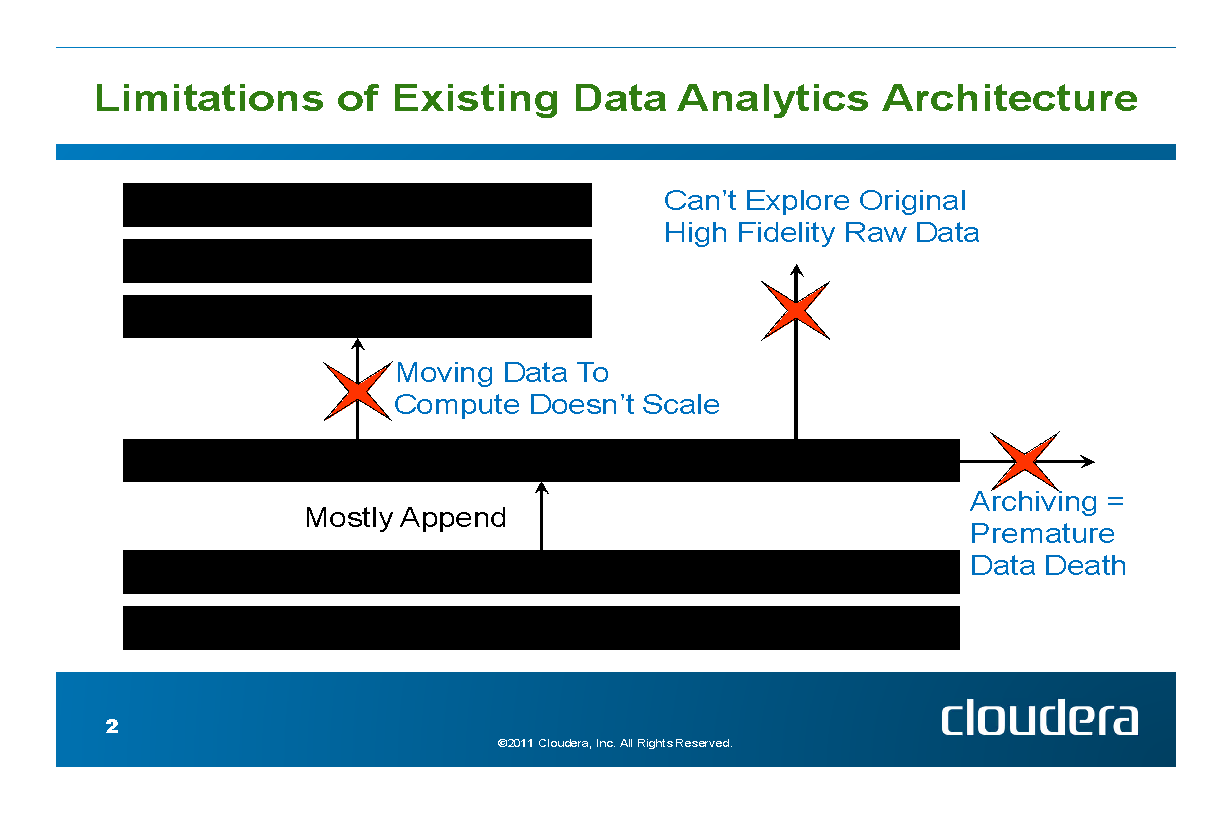 Limitations of Existing Data Analytics Architecture
Can’t Explore Original
High Fidelity Raw Data
Moving Data To
Compute Doesn’t Scale
Mostly Append
Archiving =
Premature
Data Death
2
©2011 Cloudera, Inc. All Rights Reserved.
cloudera